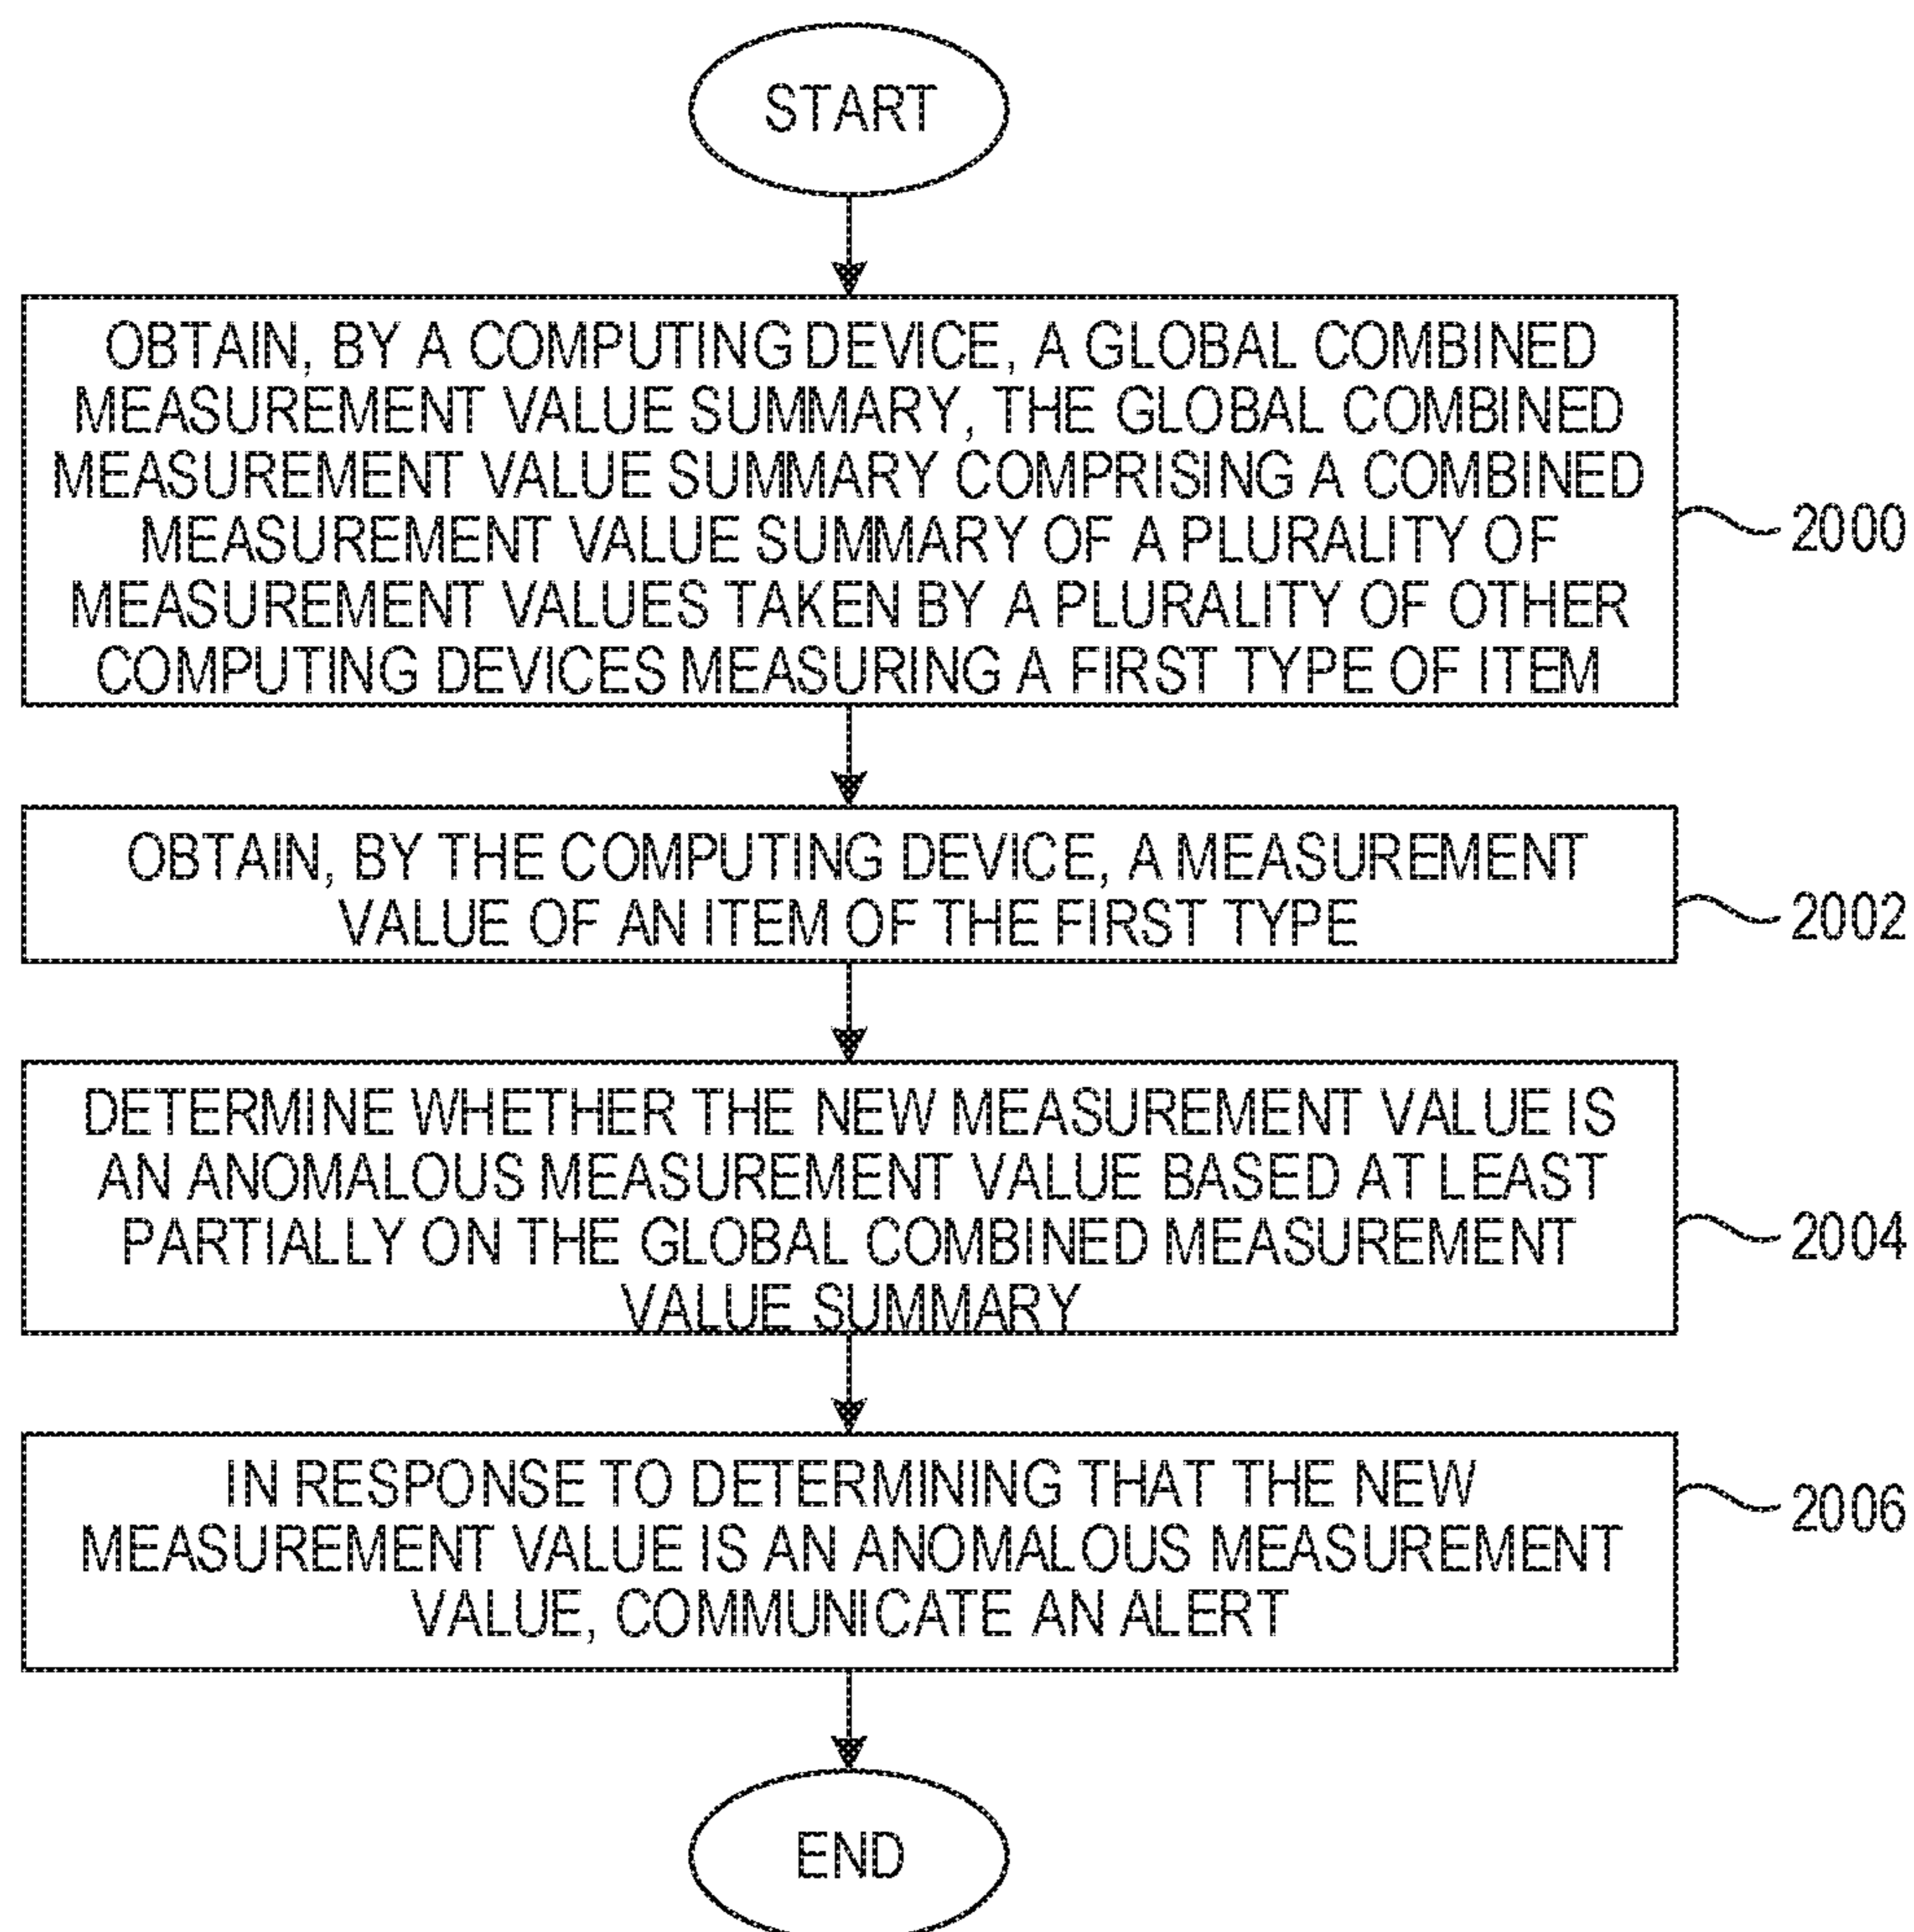 START
OBTAIN, BY A COMPUTING DEVICE, A GLOBAL COMBINED
MEASUREMENT VALUE SUMMARY, THE GLOBAL COMBINED
MEASUREMENT VALUE SUMMARY COMPRISING A COMBINED
MEASUREMENT VALUE SUMMARY OF A PLURALITY OF
MEASUREMENT VALUES TAKEN BY A PLURALITY OF OTHER
COMPUTING DEVICES MEASURING A FIRST TYPE OF ITEM
2000
OBTAIN, BY THE COMPUTING DEVICE, A MEASUREMENT
VALUE OF AN ITEM OF THE FIRST TYPE
2002
DETERMINE WHETHER THE NEW MEASUREMENT VALUE IS
AN ANOMALOUS MEASUREMENT VALUE BASED AT LEAST
PARTIALLY ON THE GLOBAL COMBINED MEASUREMENT
VALUE SUMMARY
2004
IN RESPONSE TO DETERMINING THAT THE NEW
MEASUREMENT VALUE IS AN ANOMALOUS MEASUREMENT
VALUE, COMMUNICATE AN ALERT
2006
END